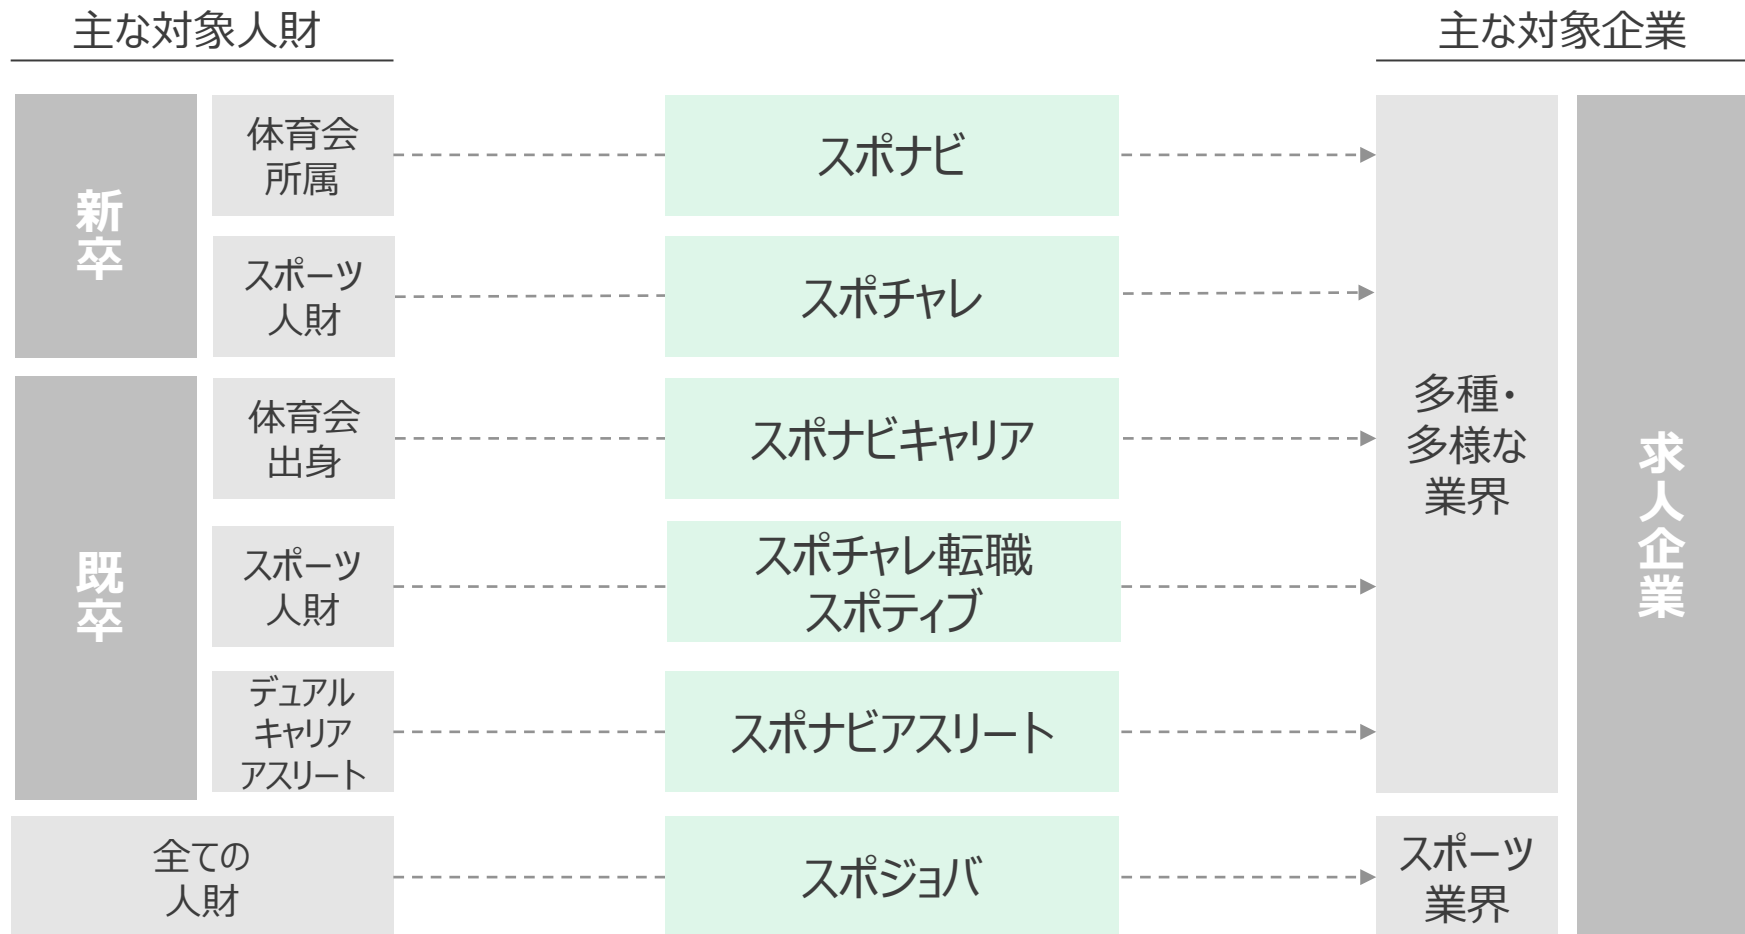 主な対象人財
主な対象企業
新卒
体育会
所属
スポナビ
スポーツ
人財
スポチャレ
既卒
体育会
出身
スポナビキャリア
スポーツ
人財
スポチャレ転職
スポティブ
デュアル
キャリア
アスリート
スポナビアスリート
全ての
人財
スポジョバ
多種・
多様な
業界
スポーツ
業界
求人企業